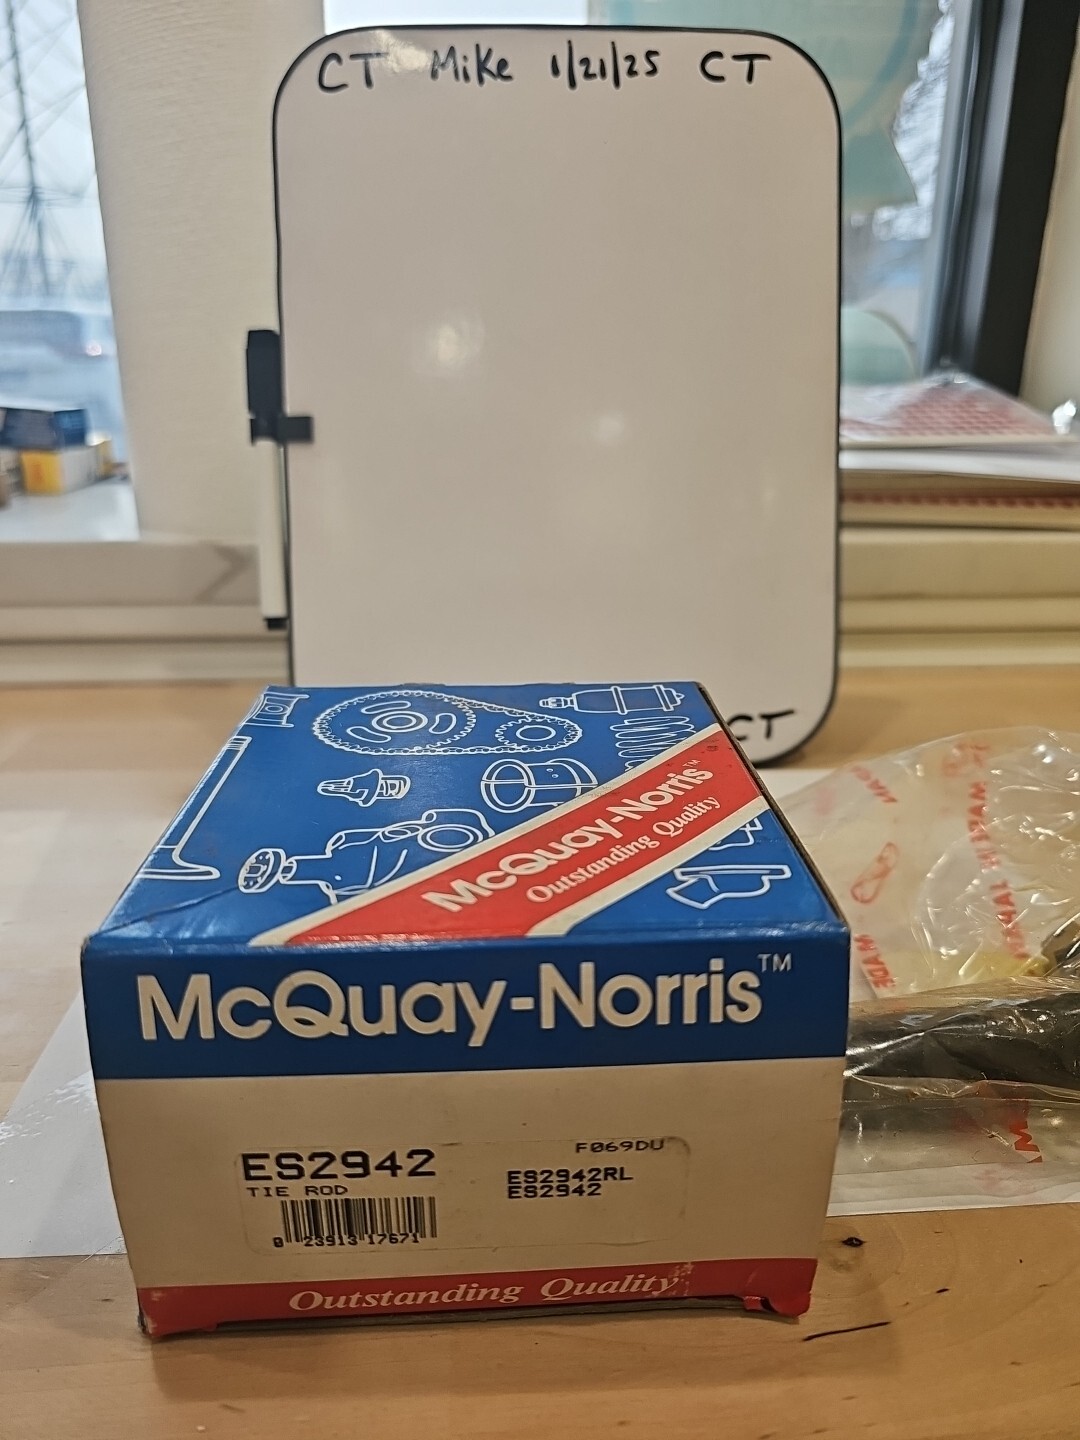 CT Mike 1/21/25 CT
CT
McQuay-Norris™
Outstanding Quality
McQuay-Norris™
ES2942
TIE ROD
0 23913 17671
F069DU
ES2942RL
ES2942
Outstanding Quality
MADE